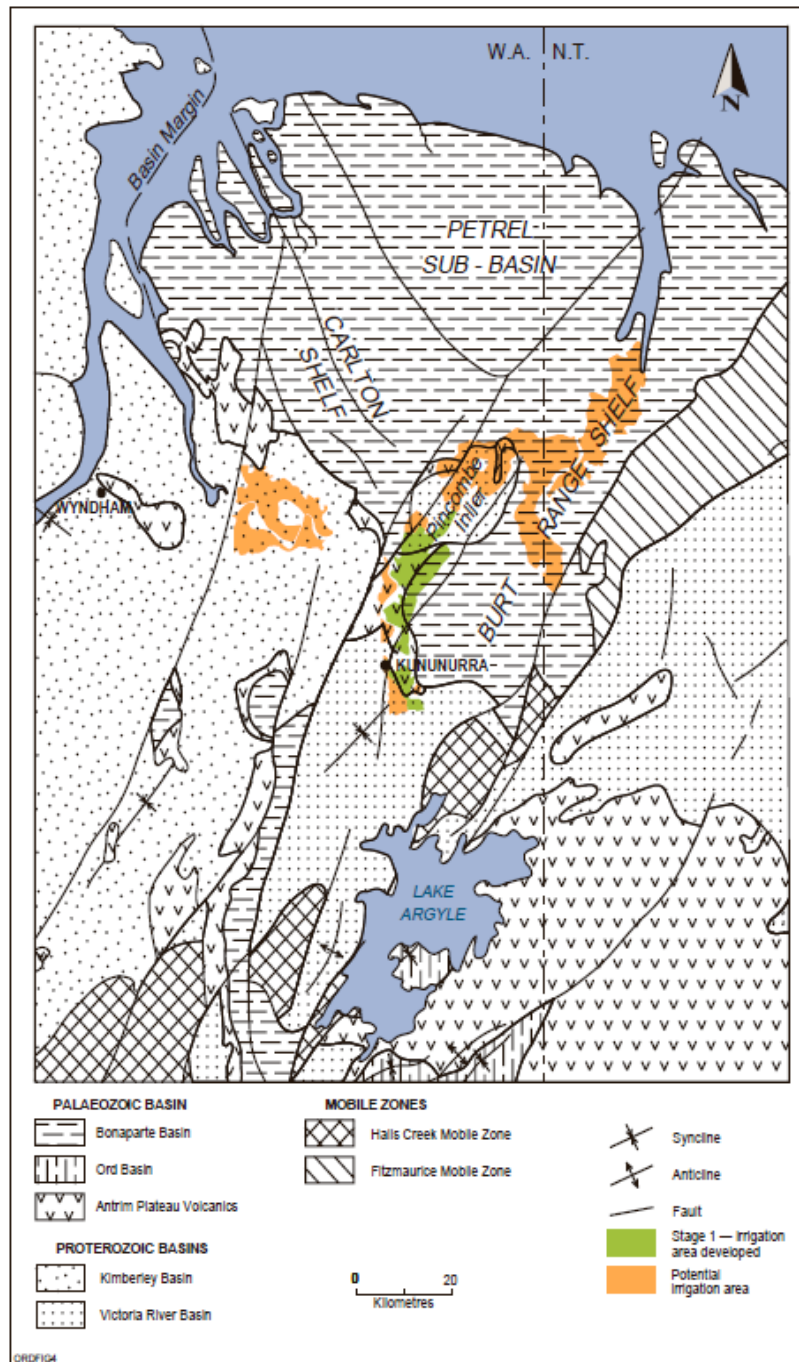 W.A. N.T.
N
Basin Margin
PETREL
SUB - BASIN
CARLTON
SHELF
RANGE SHELF
Pincombe
Inlier
WYNDHAM
BURT
KUNUNURRA
LAKE
ARGYLE
PALAEOZOIC BASIN
Bonaparte Basin
Ord Basin
Antrim Plateau Volcanics
PROTEROZOIC BASINS
Kimberley Basin
Victoria River Basin
MOBILE ZONES
Halls Creek Mobile Zone
Fitzmaurice Mobile Zone
0 20
Kilometres
Syncline
Anticline
Fault
Stage 1 — Irrigation
area developed
Potential
irrigation area
ORDFIG4